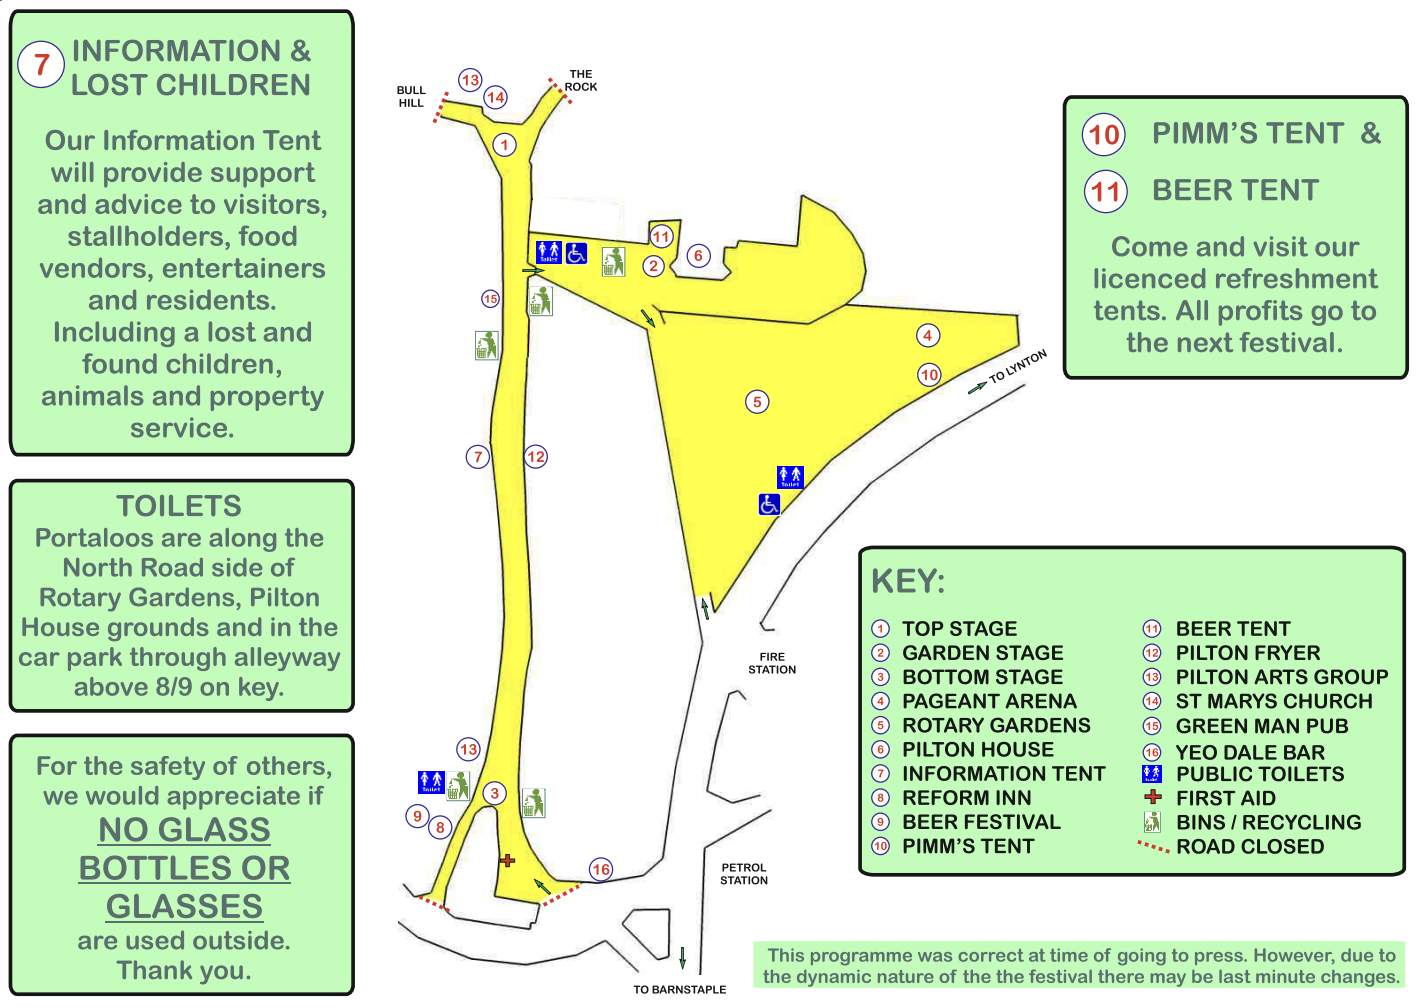 7 INFORMATION &
LOST CHILDREN
Our Information Tent
will provide support
and advice to visitors,
stallholders, food
vendors, entertainers
and residents.
Including a lost and
found children,
animals and property
service.
TOILETS
Portaloos are along the
North Road side of
Rotary Gardens, Pilton
House grounds and in the
car park through alleyway
above 8/9 on key.
For the safety of others,
we would appreciate if
NO GLASS
BOTTLES OR
GLASSES
are used outside.
Thank you.
BULL
HILL
13
14
THE
ROCK
1
11
2
6
Toilet
15
4
10
TO LYNTON
5
7
12
Toilet
FIRE
STATION
13
Toilet
3
9
8
16
PETROL
STATION
TO BARNSTAPLE
10 PIMM'S TENT &
11 BEER TENT
Come and visit our
licenced refreshment
tents. All profits go to
the next festival.
KEY:
1 TOP STAGE
2 GARDEN STAGE
3 BOTTOM STAGE
4 PAGEANT ARENA
5 ROTARY GARDENS
6 PILTON HOUSE
7 INFORMATION TENT
8 REFORM INN
9 BEER FESTIVAL
10 PIMM'S TENT
11 BEER TENT
12 PILTON FRYER
13 PILTON ARTS GROUP
14 ST MARYS CHURCH
15 GREEN MAN PUB
16 YEO DALE BAR
Toilet PUBLIC TOILETS
FIRST AID
BINS / RECYCLING
ROAD CLOSED
This programme was correct at time of going to press. However, due to
the dynamic nature of the the festival there may be last minute changes.